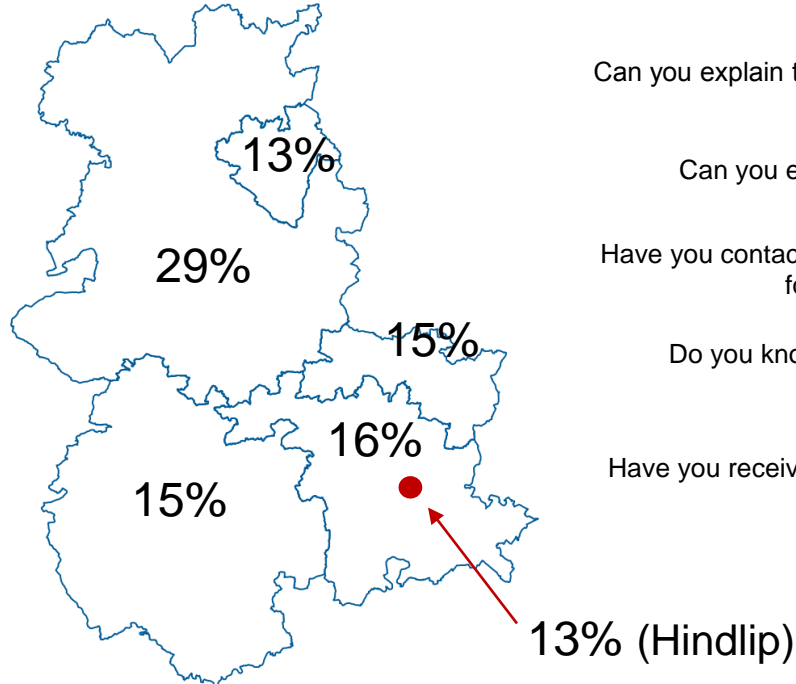 Can you explain t
13%
Can you e
29%
Have you contac
fo
15%
Do you kno
16%
Have you receiv
15%
13% (Hindlip)